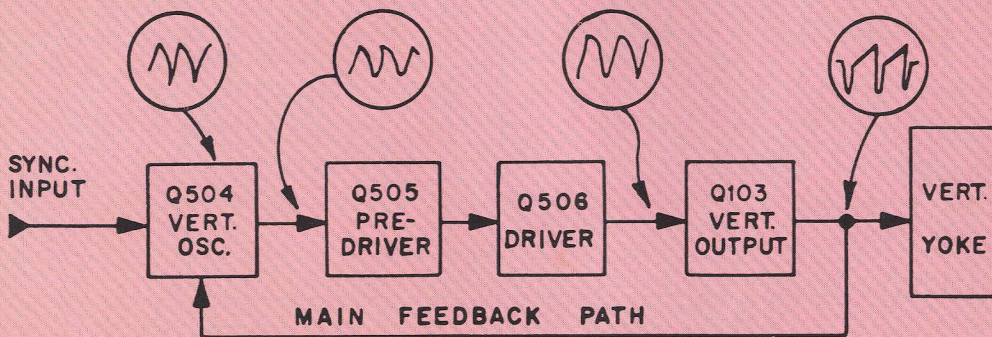 SYNC.
INPUT
Q504
VERT.
OSC.
Q505
PRE-
DRIVER
Q506
DRIVER
Q103
VERT.
OUTPUT
VERT.
YOKE
MAIN FEEDBACK PATH